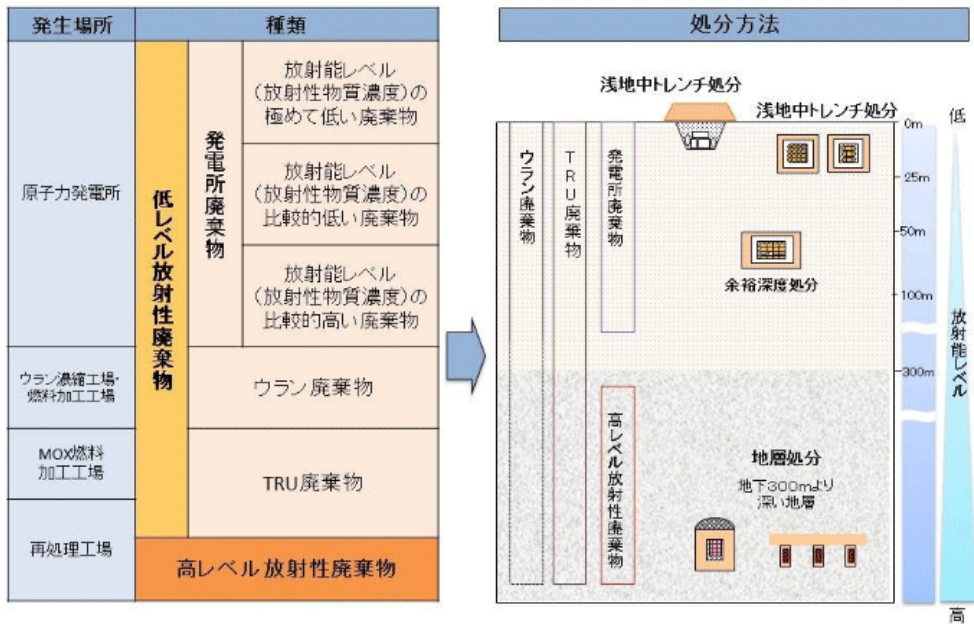 発生場所
種類
原子力発電所
ウラン濃縮工場・
燃料加工工場
MOX燃料
加工工場
再処理工場
低レベル放射性廃棄物
発電所廃棄物
放射能レベル
(放射性物質濃度)の
極めて低い廃棄物
放射能レベル
(放射性物質濃度)の
比較的低い廃棄物
放射能レベル
(放射性物質濃度)の
比較的高い廃棄物
ウラン廃棄物
TRU廃棄物
高レベル放射性廃棄物
処分方法
浅地中トレンチ処分
浅地中トレンチ処分
ウラン廃棄物
TRU廃棄物
発電所廃棄物
余裕深度処分
高レベル放射性廃棄物
地層処分
地下300mより
深い地層
0m
25m
50m
100m
300m
低
放射能レベル
高